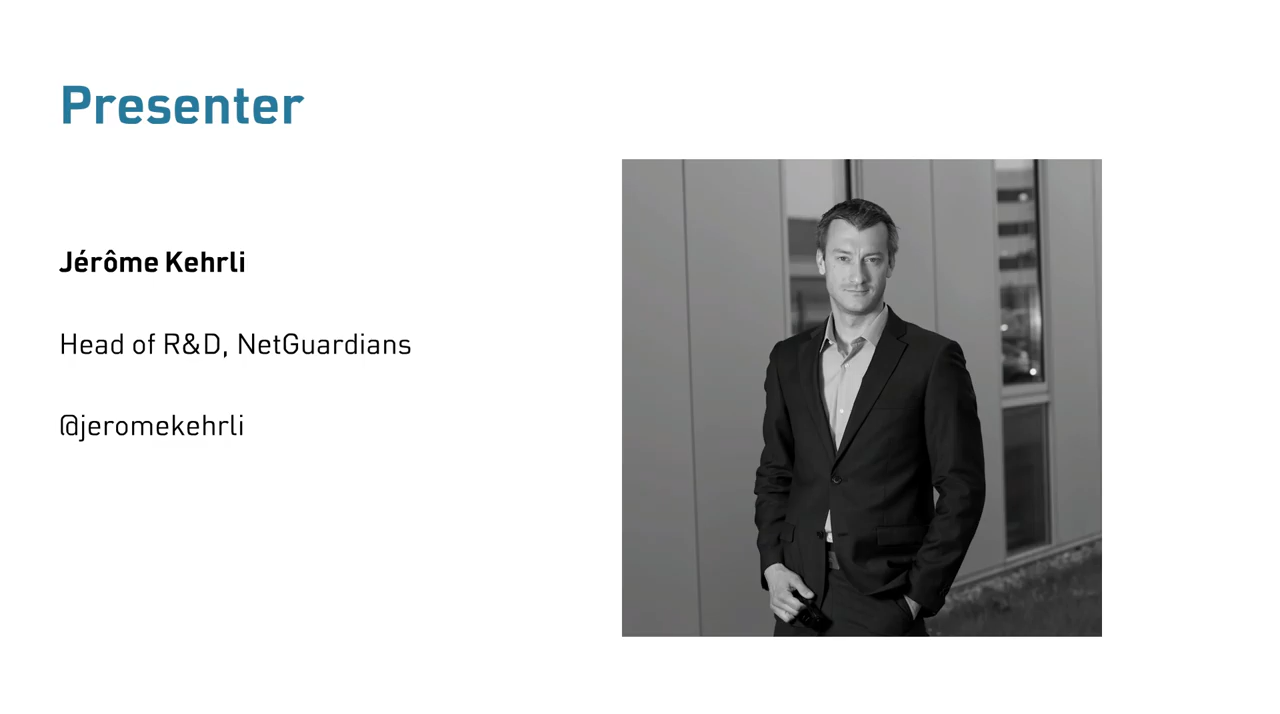 Presenter
Jérôme Kehrli
Head of R&D, NetGuardians
@jeromekehrli